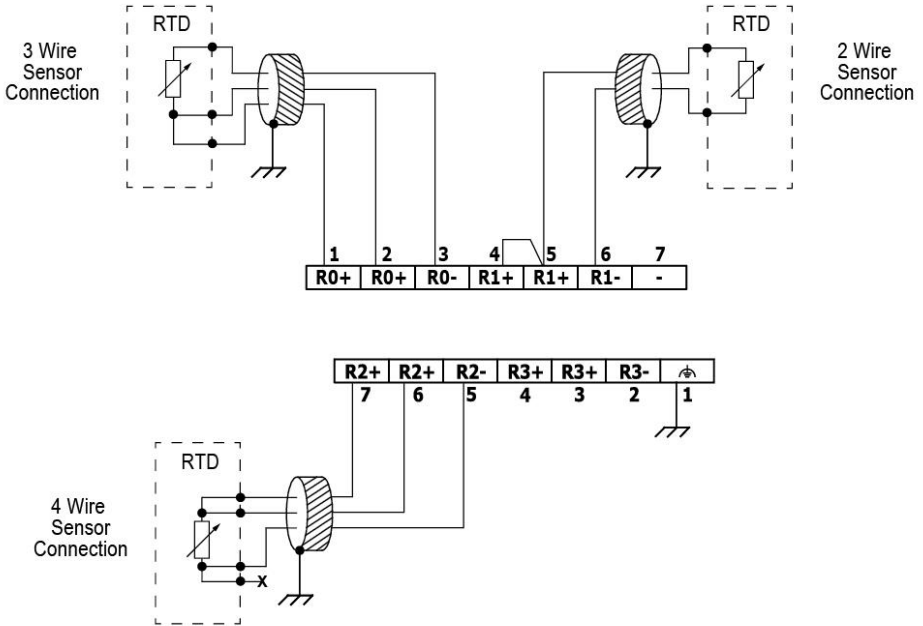 RTD
3 Wire
Sensor
Connection
RTD
2 Wire
Sensor
Connection
1 2 3 4 5 6 7
R0+ R0+ R0- R1+ R1+ R1- -
R2+ R2+ R2- R3+ R3+ R3-
7 6 5 4 3 2 1
RTD
4 Wire
Sensor
Connection
x